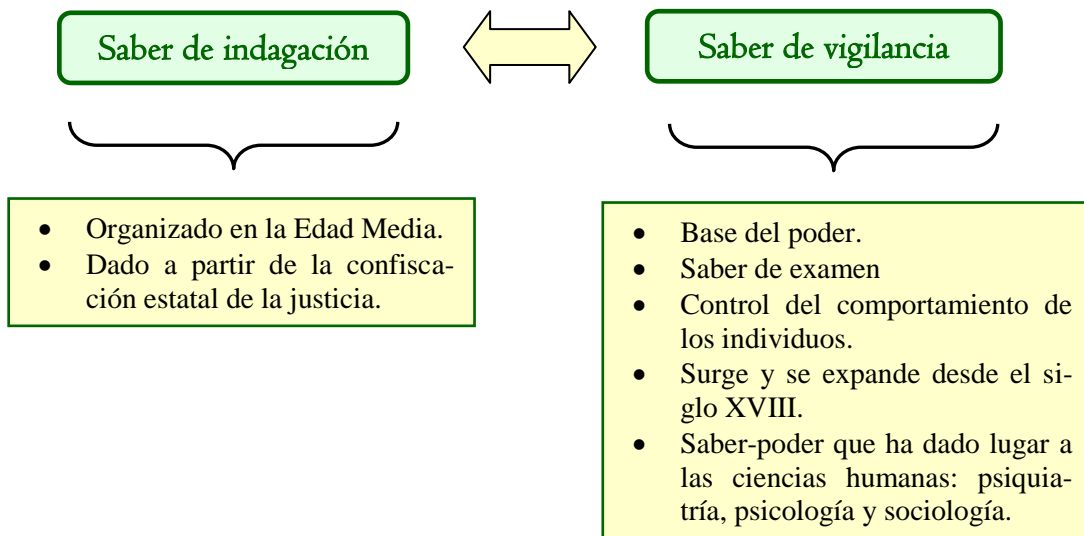 Saber de indagación
Saber de vigilancia
• Organizado en la Edad Media.
• Dado a partir de la confisca-
ción estatal de la justicia.
• Base del poder.
• Saber de examen
• Control del comportamiento de
los individuos.
• Surge y se expande desde el si-
glo XVIII.
• Saber-poder que ha dado lugar a
las ciencias humanas: psiquia-
tría, psicología y sociología.